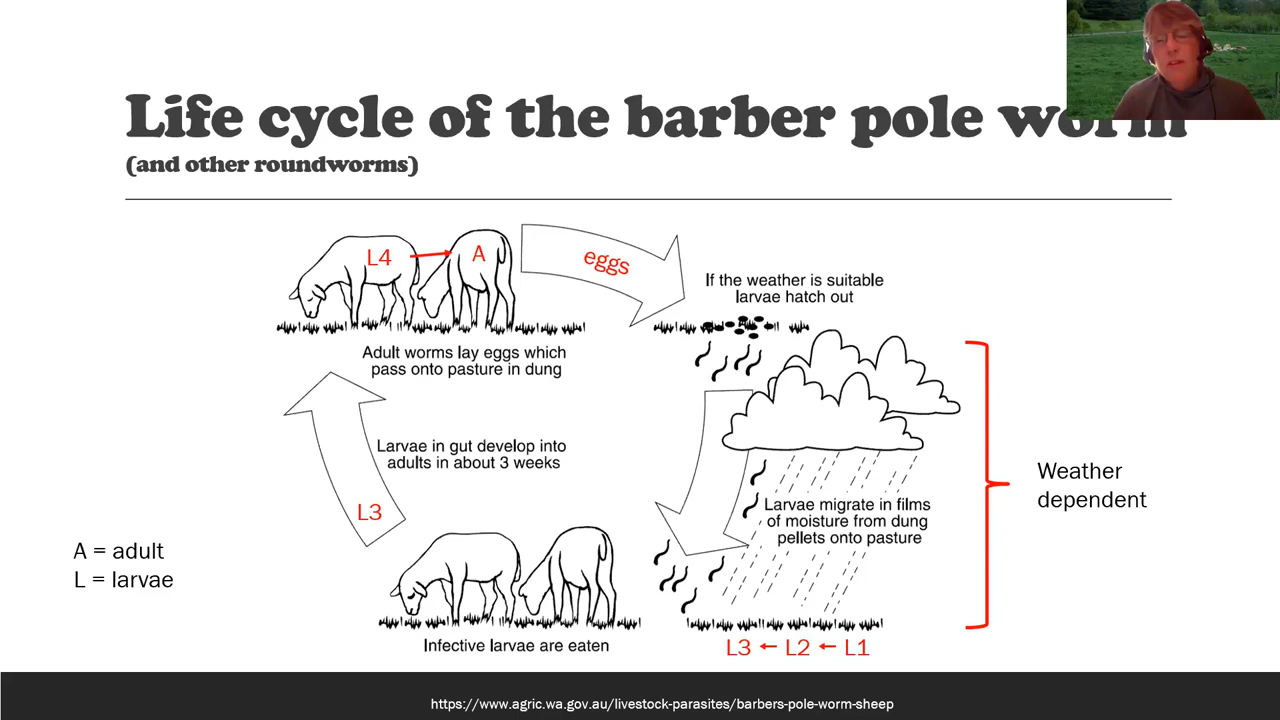 Life cycle of the barber pole worm
(and other roundworms)
L4
A
eggs
If the weather is suitable
larvae hatch out
Adult worms lay eggs which
pass onto pasture in dung
Larvae in gut develop into
adults in about 3 weeks
L3
Weather
dependent
Larvae migrate in films
of moisture from dung
pellets onto pasture
A = adult
L = larvae
Infective larvae are eaten
L3 ← L2 ← L1
https://www.agric.wa.gov.au/livestock-parasites/barbers-pole-worm-sheep